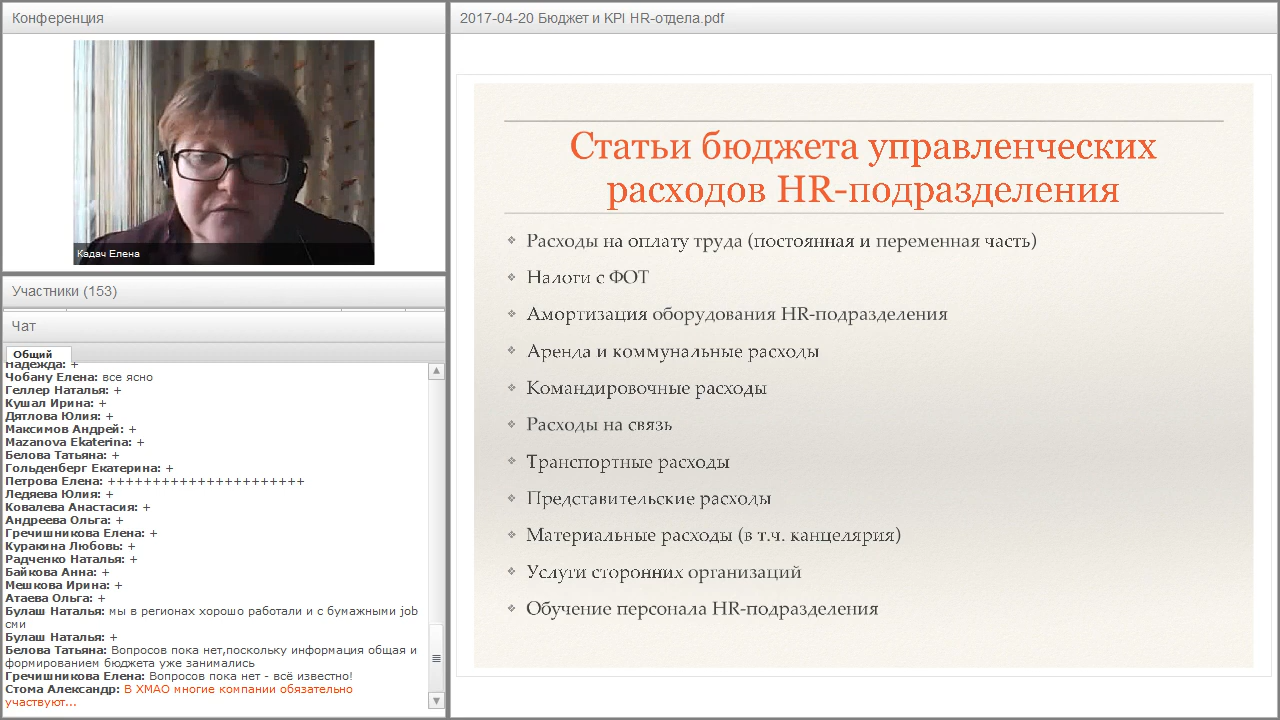 Конференция
Кадач Елена
Участники (153)
Чат
Общий
Надежда: +
Чобану Елена: все ясно
Геллер Наталья: +
Кушал Ирина: +
Дятлова Юлия: +
Максимов Андрей: +
Mazanova Ekaterina: +
Белова Татьяна: +
Гольденберг Екатерина: +
Петрова Елена: ++++++++++++++++++++++
Ледяева Юлия: +
Ковалева Анастасия: +
Андреева Ольга: +
Гречишникова Елена: +
Куракина Любовь: +
Радченко Наталья: +
Байкова Анна: +
Мешкова Ирина: +
Атаева Ольга: +
Булаш Наталья: мы в регионах хорошо работали и с бумажными job
сми
Булаш Наталья: +
Белова Татьяна: Вопросов пока нет,поскольку информация общая и
формированием бюджета уже занимались
Гречишникова Елена: Вопросов пока нет - всё известно!
Стома Александр: В ХМАО многие компании обязательно
участвуют...
2017-04-20 Бюджет и KPI HR-отдела.pdf
Статьи бюджета управленческих
расходов HR-подразделения
Расходы на оплату труда (постоянная и переменная часть)
Налоги с ФОТ
Амортизация оборудования HR-подразделения
Аренда и коммунальные расходы
Командировочные расходы
Расходы на связь
Транспортные расходы
Представительские расходы
Материальные расходы (в т.ч. канцелярия)
Услуги сторонних организаций
Обучение персонала HR-подразделения